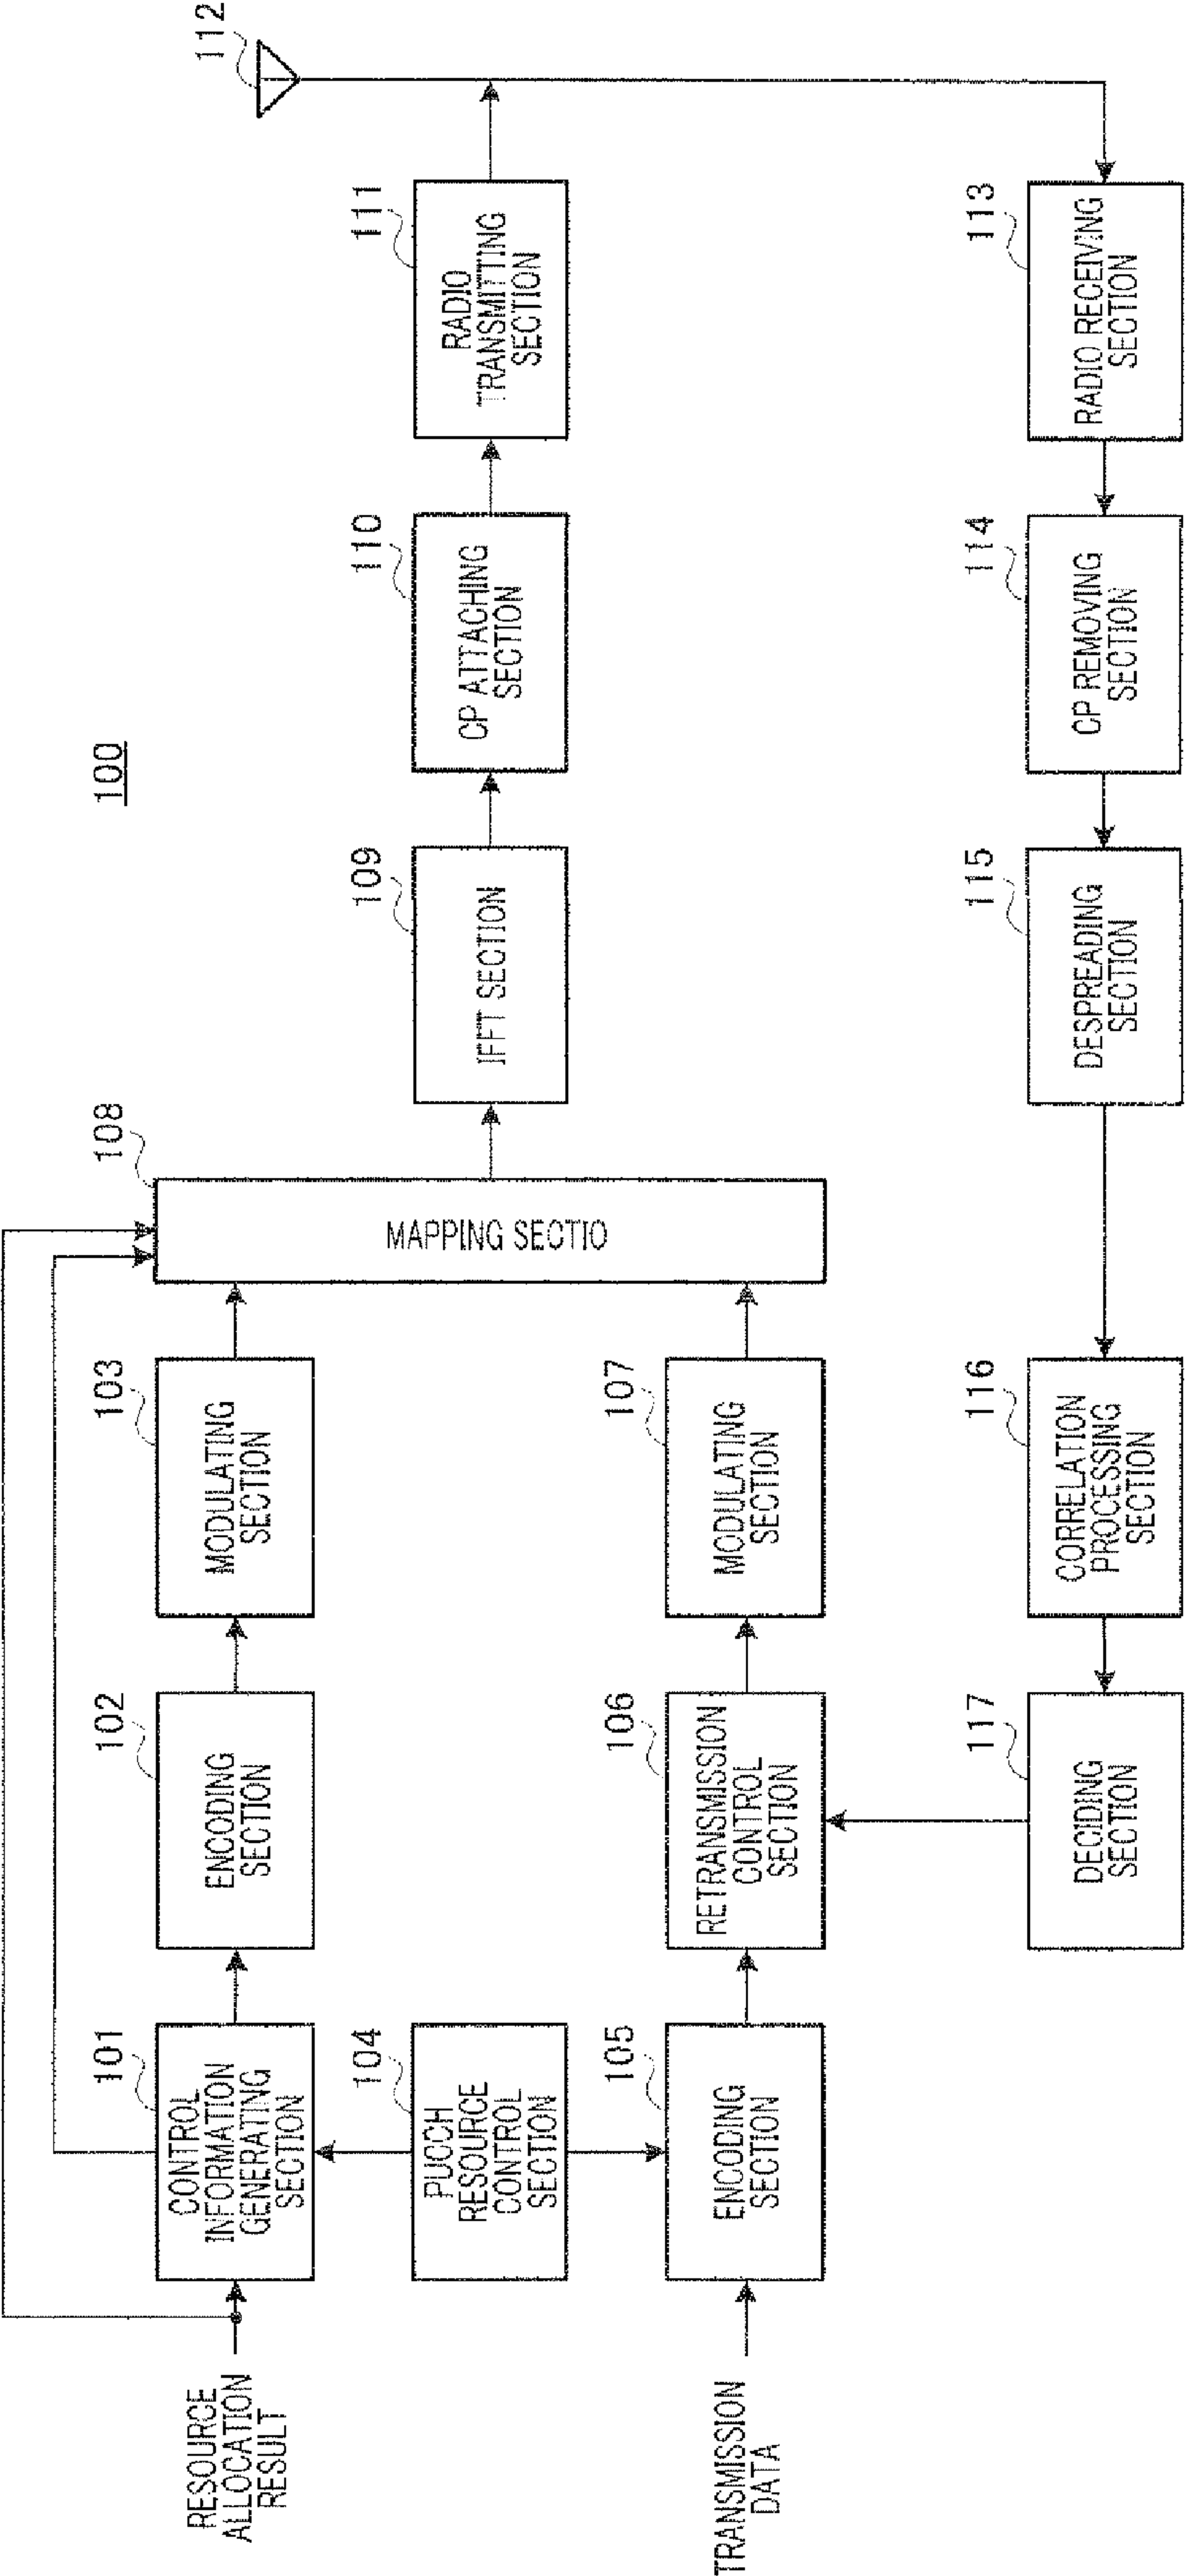 100
RESOURCE
ALLOCATION
RESULT
101
CONTROL
INFORMATION
GENERATING
SECTION
102
ENCODING
SECTION
103
MODULATING
SECTION
108
MAPPING SECTIO
104
PUCCH
RESOURCE
CONTROL
SECTION
109
IFFT SECTION
110
CP ATTACHING
SECTION
111
RADIO
TRANSMITTING
SECTION
112
TRANSMISSION
DATA
105
ENCODING
SECTION
106
RETRANSMISSION
CONTROL
SECTION
107
MODULATING
SECTION
117
DECIDING
SECTION
116
CORRELATION
PROCESSING
SECTION
115
DESPREADING
SECTION
114
CP REMOVING
SECTION
113
RADIO RECEIVING
SECTION